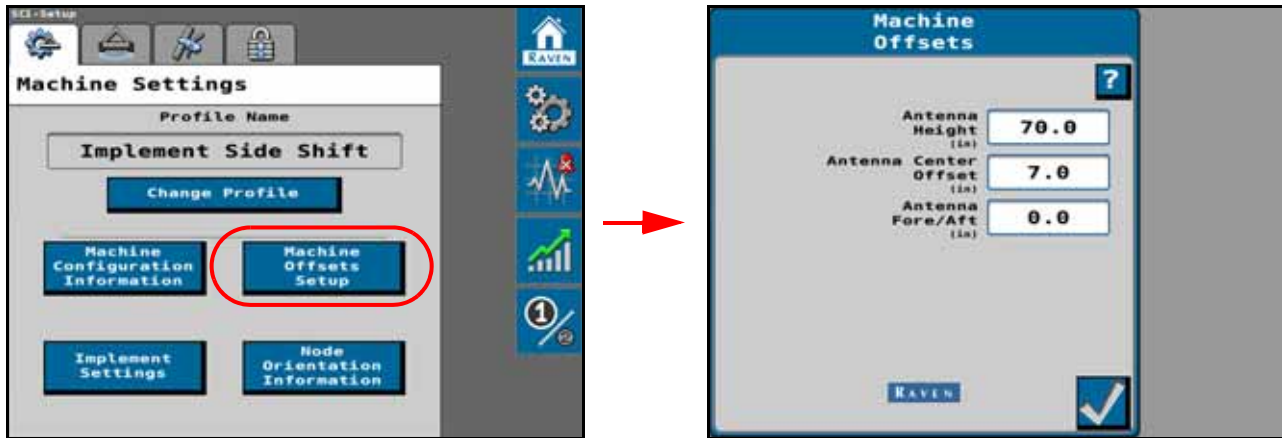 SCI-Setup
Machine Settings
Profile Name
Implement Side Shift
Change Profile
Machine
Configuration
Information
Machine
Offsets
Setup
Implement
Settings
Node
Orientation
Information
RAVEN
1/2
Machine
Offsets
?
Antenna
Height
(in)
70.0
Antenna Center
Offset
(in)
7.0
Antenna
Fore/Aft
(in)
0.0
RAVEN